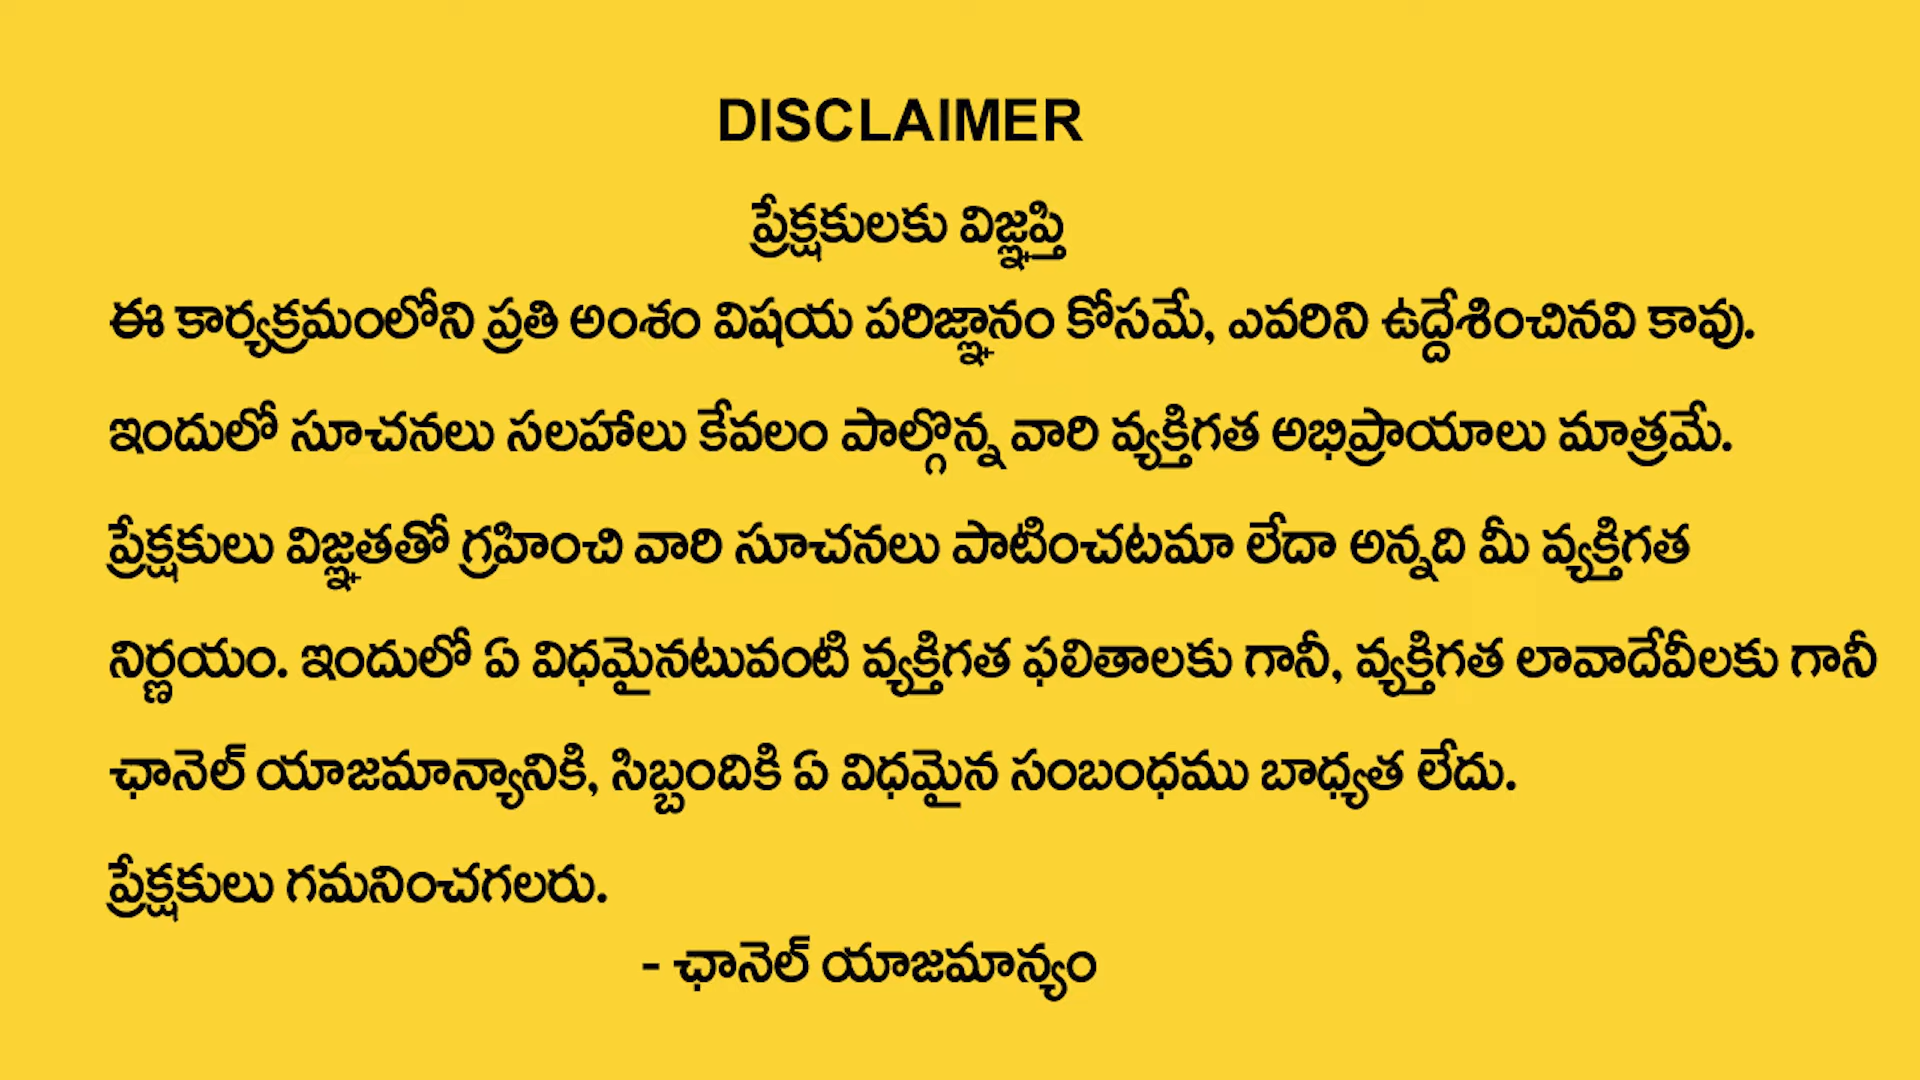 DISCLAIMER
ప్రేక్షకులకు విజ్ఞప్తి
ఈ కార్యక్రమంలోని ప్రతి అంశం విషయ పరిజ్ఞానం కోసమే, ఎవరిని ఉద్దేశించినవి కావు.
ఇందులో సూచనలు సలహాలు కేవలం పాల్గొన్న వారి వ్యక్తిగత అభిప్రాయాలు మాత్రమే.
ప్రేక్షకులు విజ్ఞతతో గ్రహించి వారి సూచనలు పాటించటమా లేదా అన్నది మీ వ్యక్తిగత
నిర్ణయం. ఇందులో ఏ విధమైనటువంటి వ్యక్తిగత ఫలితాలకు గానీ, వ్యక్తిగత లావాదేవీలకు గానీ
ఛానెల్ యాజమాన్యానికి, సిబ్బందికి ఏ విధమైన సంబంధము బాధ్యత లేదు.
ప్రేక్షకులు గమనించగలరు.
- ఛానెల్ యాజమాన్యం